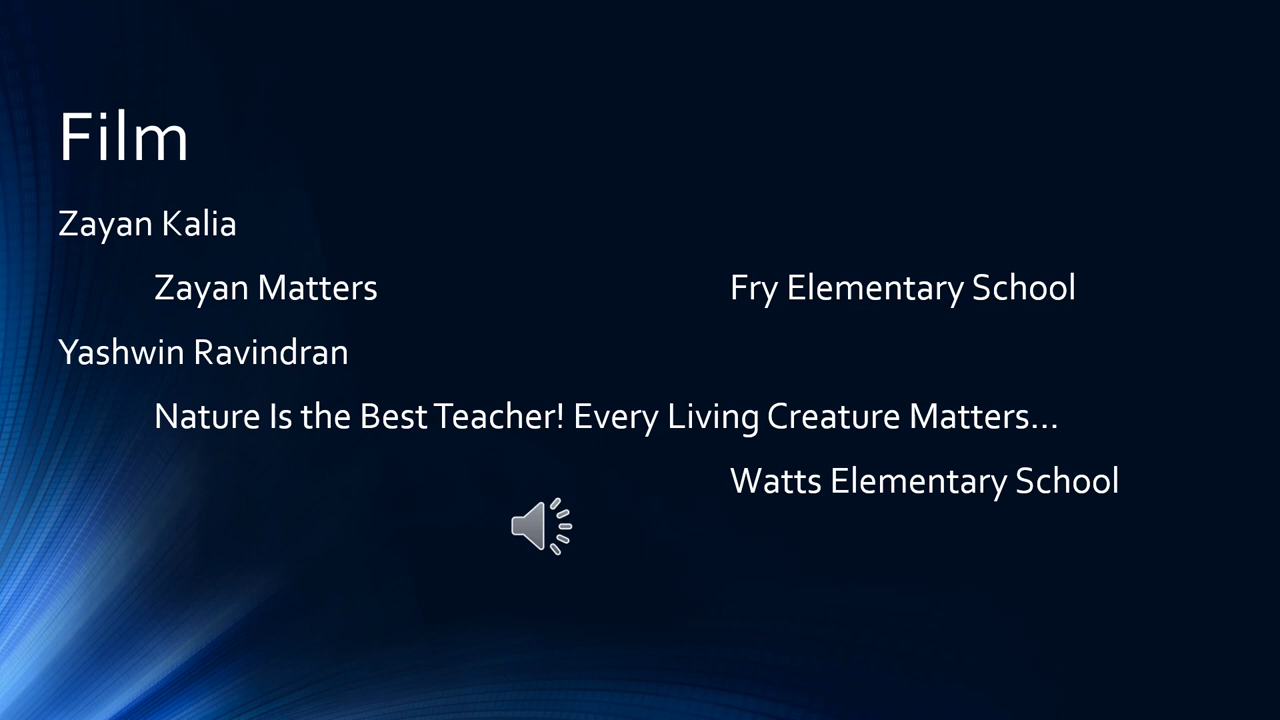 Film
Zayan Kalia
Zayan Matters Fry Elementary School
Yashwin Ravindran
Nature Is the Best Teacher! Every Living Creature Matters…
Watts Elementary School